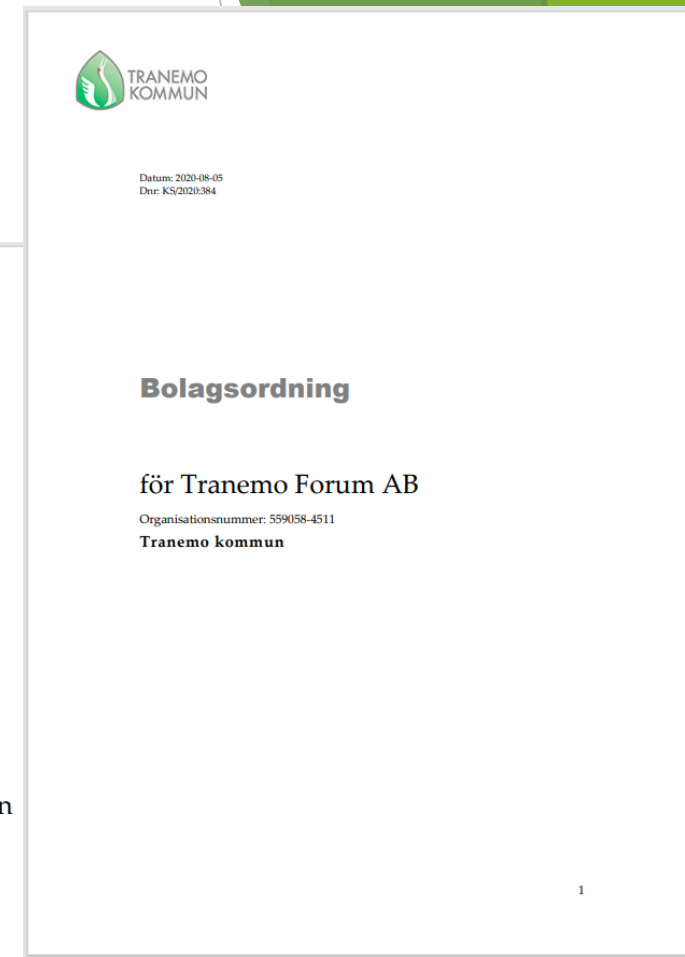 TRANEMO
KOMMUN
Datum: 2020-08-05
Dnr: KS/2020:384
Bolagsordning
för Tranemo Forum AB
Organisationsnummer: 559058-4511
Tranemo kommun
n
1